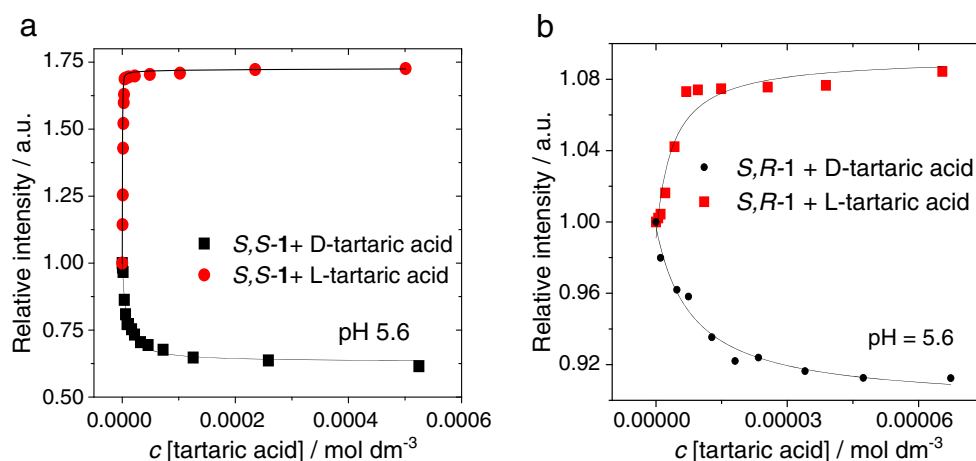 a
Relative intensity / a.u.
1.75
1.50
1.25
1.00
0.75
0.50
S,S-1+ D-tartaric acid
S,S-1+ L-tartaric acid
pH 5.6
0.0000
0.0002
0.0004
0.0006
c [tartaric acid] / mol dm-3
b
Relative intensity / a.u.
1.08
1.04
1.00
0.96
0.92
S,R-1 + D-tartaric acid
S,R-1 + L-tartaric acid
pH = 5.6
0.00000
0.00003
0.00006
c [tartaric acid] / mol dm-3